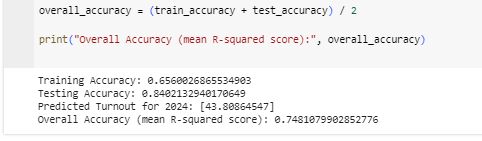 overall_accuracy = (train_accuracy + test_accuracy) / 2
print("Overall Accuracy (mean R-squared score):", overall_accuracy)
Training Accuracy: 0.6560026865534903
Testing Accuracy: 0.8402132940170649
Predicted Turnout for 2024: [43.80864547]
Overall Accuracy (mean R-squared score): 0.7481079902852776